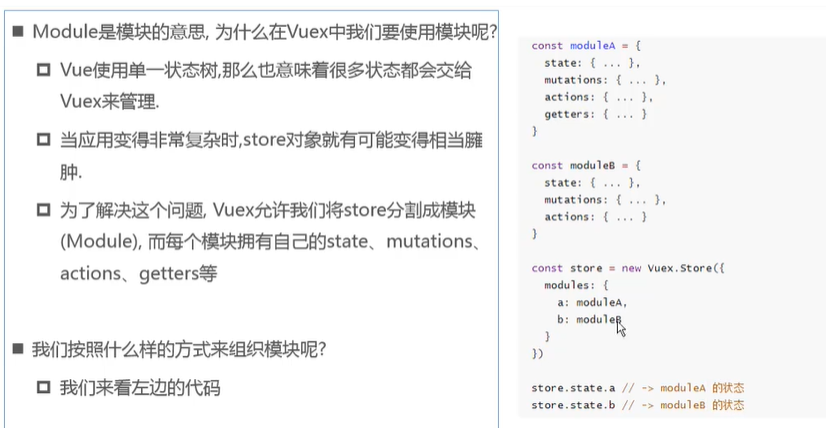 Module是模块的意思, 为什么在Vuex中我们要使用模块呢?
Vue使用单一状态树,那么也意味着很多状态都会交给
Vuex来管理.
当应用变得非常复杂时,store对象就有可能变得相当臃
肿.
为了解决这个问题, Vuex允许我们将store分割成模块
(Module), 而每个模块拥有自己的state、mutations、
actions、getters等
我们按照什么样的方式来组织模块呢?
我们来看左边的代码
const moduleA = {
state: { ... },
mutations: { ... },
actions: { ... },
getters: { ... }
}
const moduleB = {
state: { ... },
mutations: { ... },
actions: { ... }
}
const store = new Vuex.Store({
modules: {
a: moduleA,
b: moduleB
}
})
store.state.a // -> moduleA 的状态
store.state.b // -> moduleB 的状态